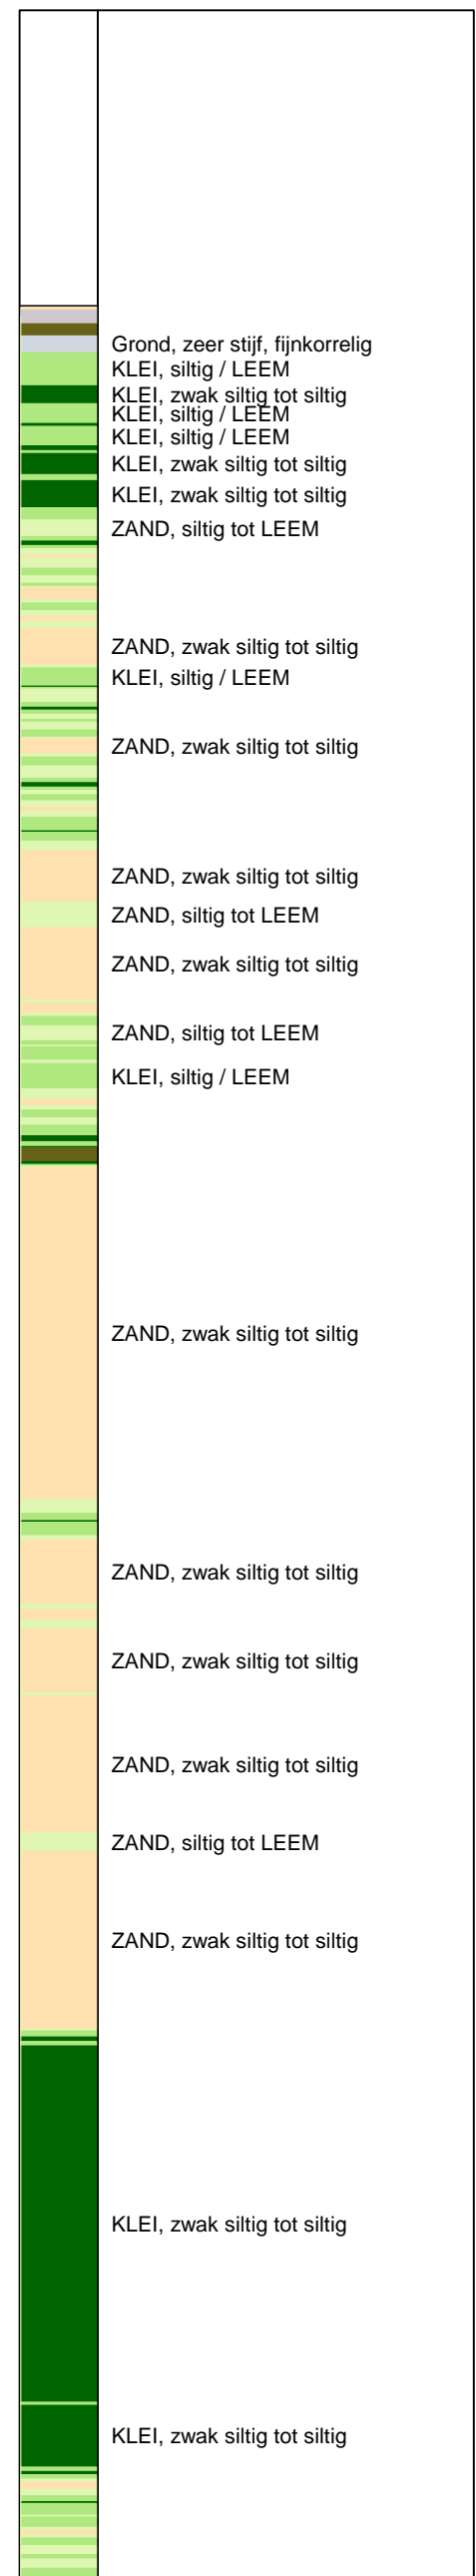 Grond, zeer stijf, fijnkorrelig
KLEI, siltig / LEEM
KLEI, zwak siltig tot siltig
KLEI, siltig / LEEM
KLEI, siltig / LEEM
KLEI, zwak siltig tot siltig
KLEI, zwak siltig tot siltig
ZAND, siltig tot LEEM
ZAND, zwak siltig tot siltig
KLEI, siltig / LEEM
ZAND, zwak siltig tot siltig
ZAND, zwak siltig tot siltig
ZAND, siltig tot LEEM
ZAND, zwak siltig tot siltig
ZAND, siltig tot LEEM
KLEI, siltig / LEEM
ZAND, zwak siltig tot siltig
ZAND, zwak siltig tot siltig
ZAND, zwak siltig tot siltig
ZAND, zwak siltig tot siltig
ZAND, siltig tot LEEM
ZAND, zwak siltig tot siltig
KLEI, zwak siltig tot siltig
KLEI, zwak siltig tot siltig